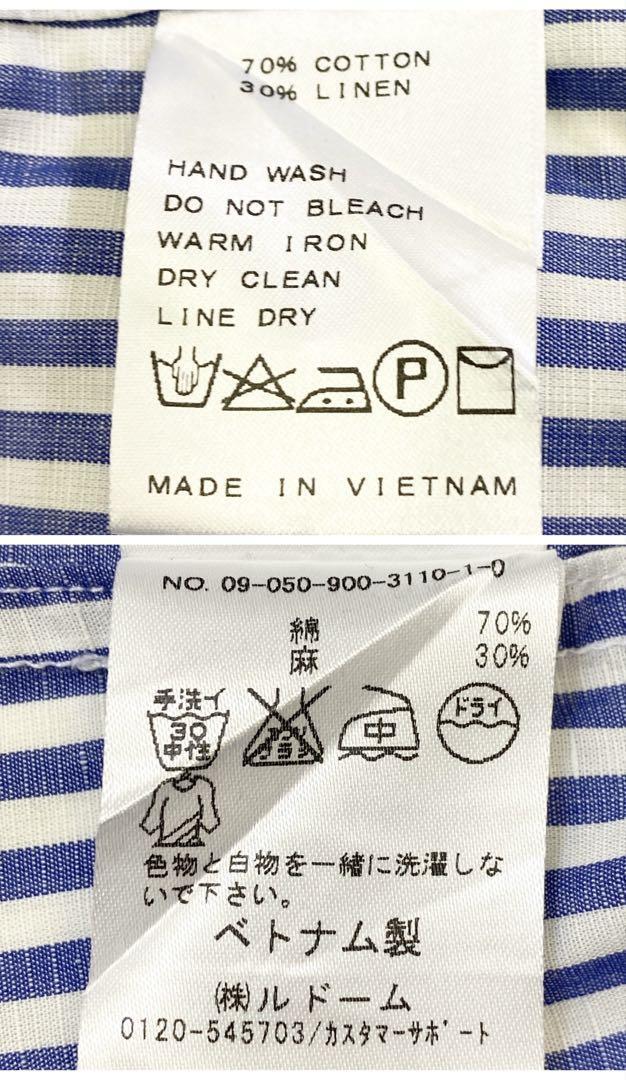 70% COTTON
30% LINEN
HAND WASH
DO NOT BLEACH
WARM IRON
DRY CLEAN
LINE DRY
P
MADE IN VIETNAM
NO. 09-050-900-3110-1-0
綿 70%
麻 30%
手洗イ
30
中性
エンソ
サラシ
中
ドライ
色物と白物を一緒に洗濯しな
いで下さい。
ベトナム製
(株)ルドーム
0120-545703/カスタマーサポート